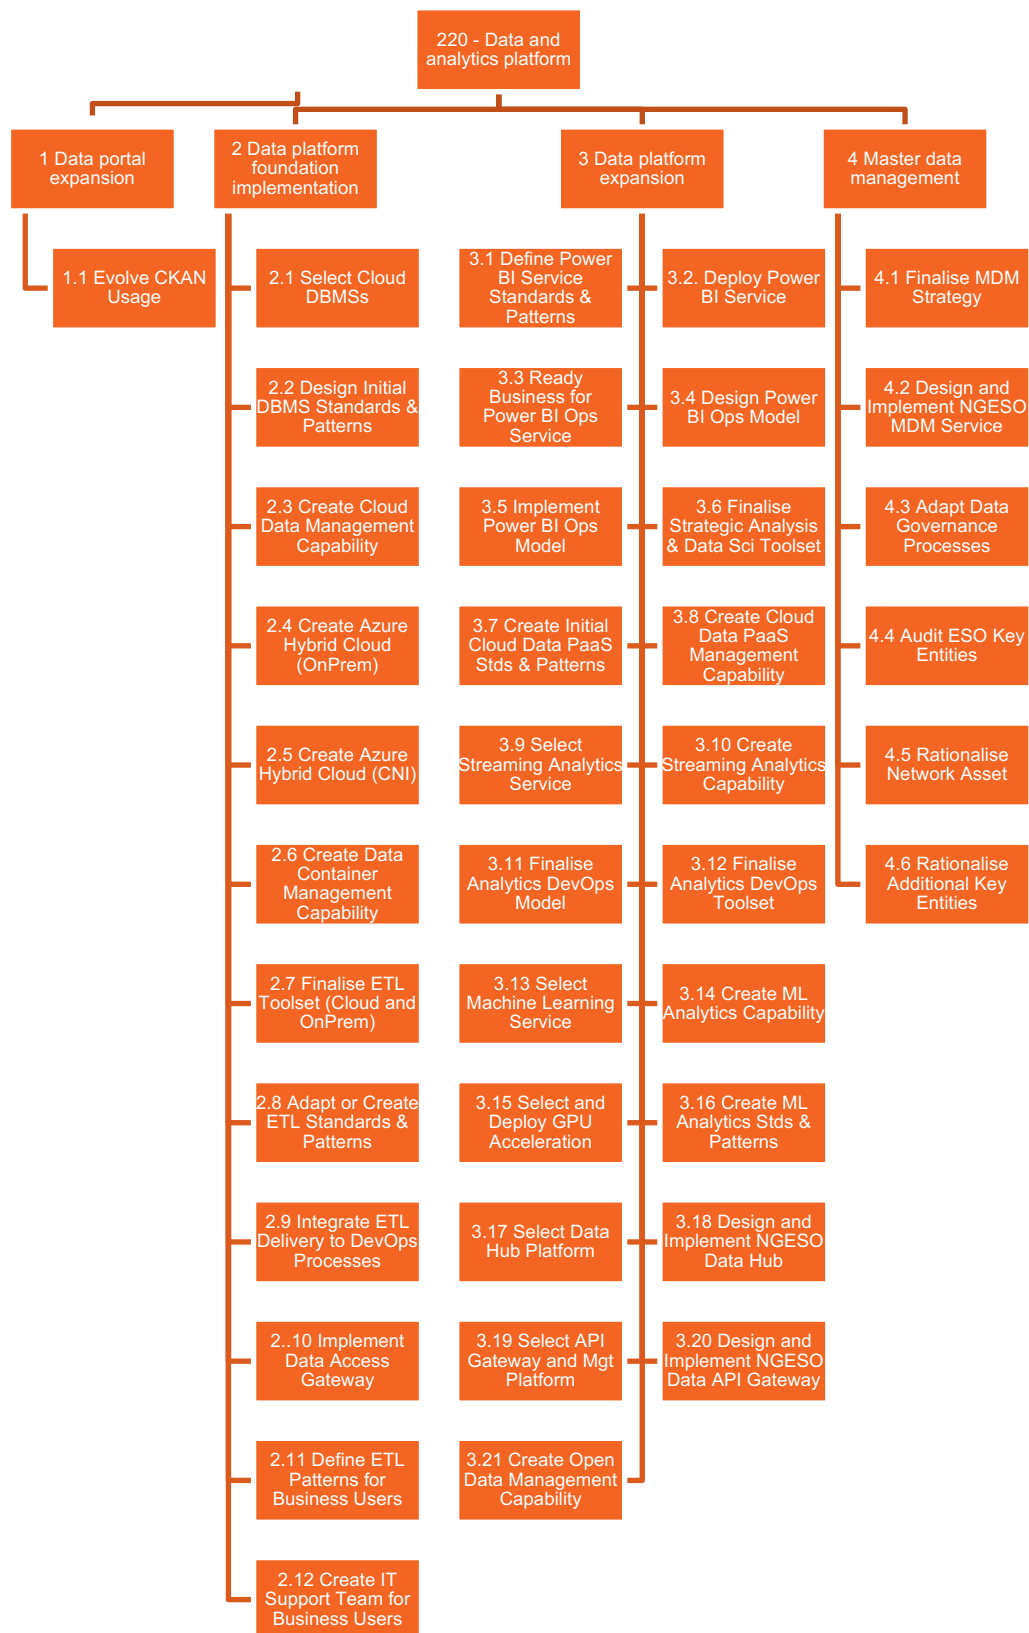 220 - Data and
analytics platform
1 Data portal
expansion
2 Data platform
foundation
implementation
3 Data platform
expansion
4 Master data
management
1.1 Evolve CKAN
Usage
2.1 Select Cloud
DBMSs
2.2 Design Initial
DBMS Standards &
Patterns
2.3 Create Cloud
Data Management
Capability
2.4 Create Azure
Hybrid Cloud
(OnPrem)
2.5 Create Azure
Hybrid Cloud (CNI)
2.6 Create Data
Container
Management
Capability
2.7 Finalise ETL
Toolset (Cloud and
OnPrem)
2.8 Adapt or Create
ETL Standards &
Patterns
2.9 Integrate ETL
Delivery to DevOps
Processes
2..10 Implement
Data Access
Gateway
2.11 Define ETL
Patterns for
Business Users
2.12 Create IT
Support Team for
Business Users
3.1 Define Power
BI Service
Standards &
Patterns
3.2. Deploy Power
BI Service
3.3 Ready
Business for
Power BI Ops
Service
3.4 Design Power
BI Ops Model
3.5 Implement
Power BI Ops
Model
3.6 Finalise
Strategic Analysis
& Data Sci Toolset
3.7 Create Initial
Cloud Data PaaS
Stds & Patterns
3.8 Create Cloud
Data PaaS
Management
Capability
3.9 Select
Streaming Analytics
Service
3.10 Create
Streaming Analytics
Capability
3.11 Finalise
Analytics DevOps
Model
3.12 Finalise
Analytics DevOps
Toolset
3.13 Select
Machine Learning
Service
3.14 Create ML
Analytics Capability
3.15 Select and
Deploy GPU
Acceleration
3.16 Create ML
Analytics Stds &
Patterns
3.17 Select Data
Hub Platform
3.18 Design and
Implement NGESO
Data Hub
3.19 Select API
Gateway and Mgt
Platform
3.20 Design and
Implement NGESO
Data API Gateway
3.21 Create Open
Data Management
Capability
4.1 Finalise MDM
Strategy
4.2 Design and
Implement NGESO
MDM Service
4.3 Adapt Data
Governance
Processes
4.4 Audit ESO Key
Entities
4.5 Rationalise
Network Asset
4.6 Rationalise
Additional Key
Entities